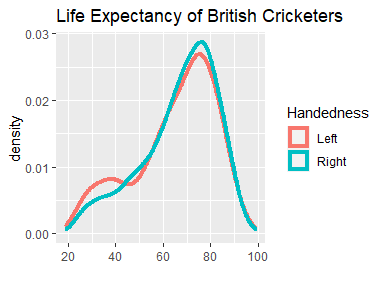 Life Expectancy of British Cricketers
0.03
0.02
0.01
0.00
density
20 40 60 80 100
Handedness
Left
Right